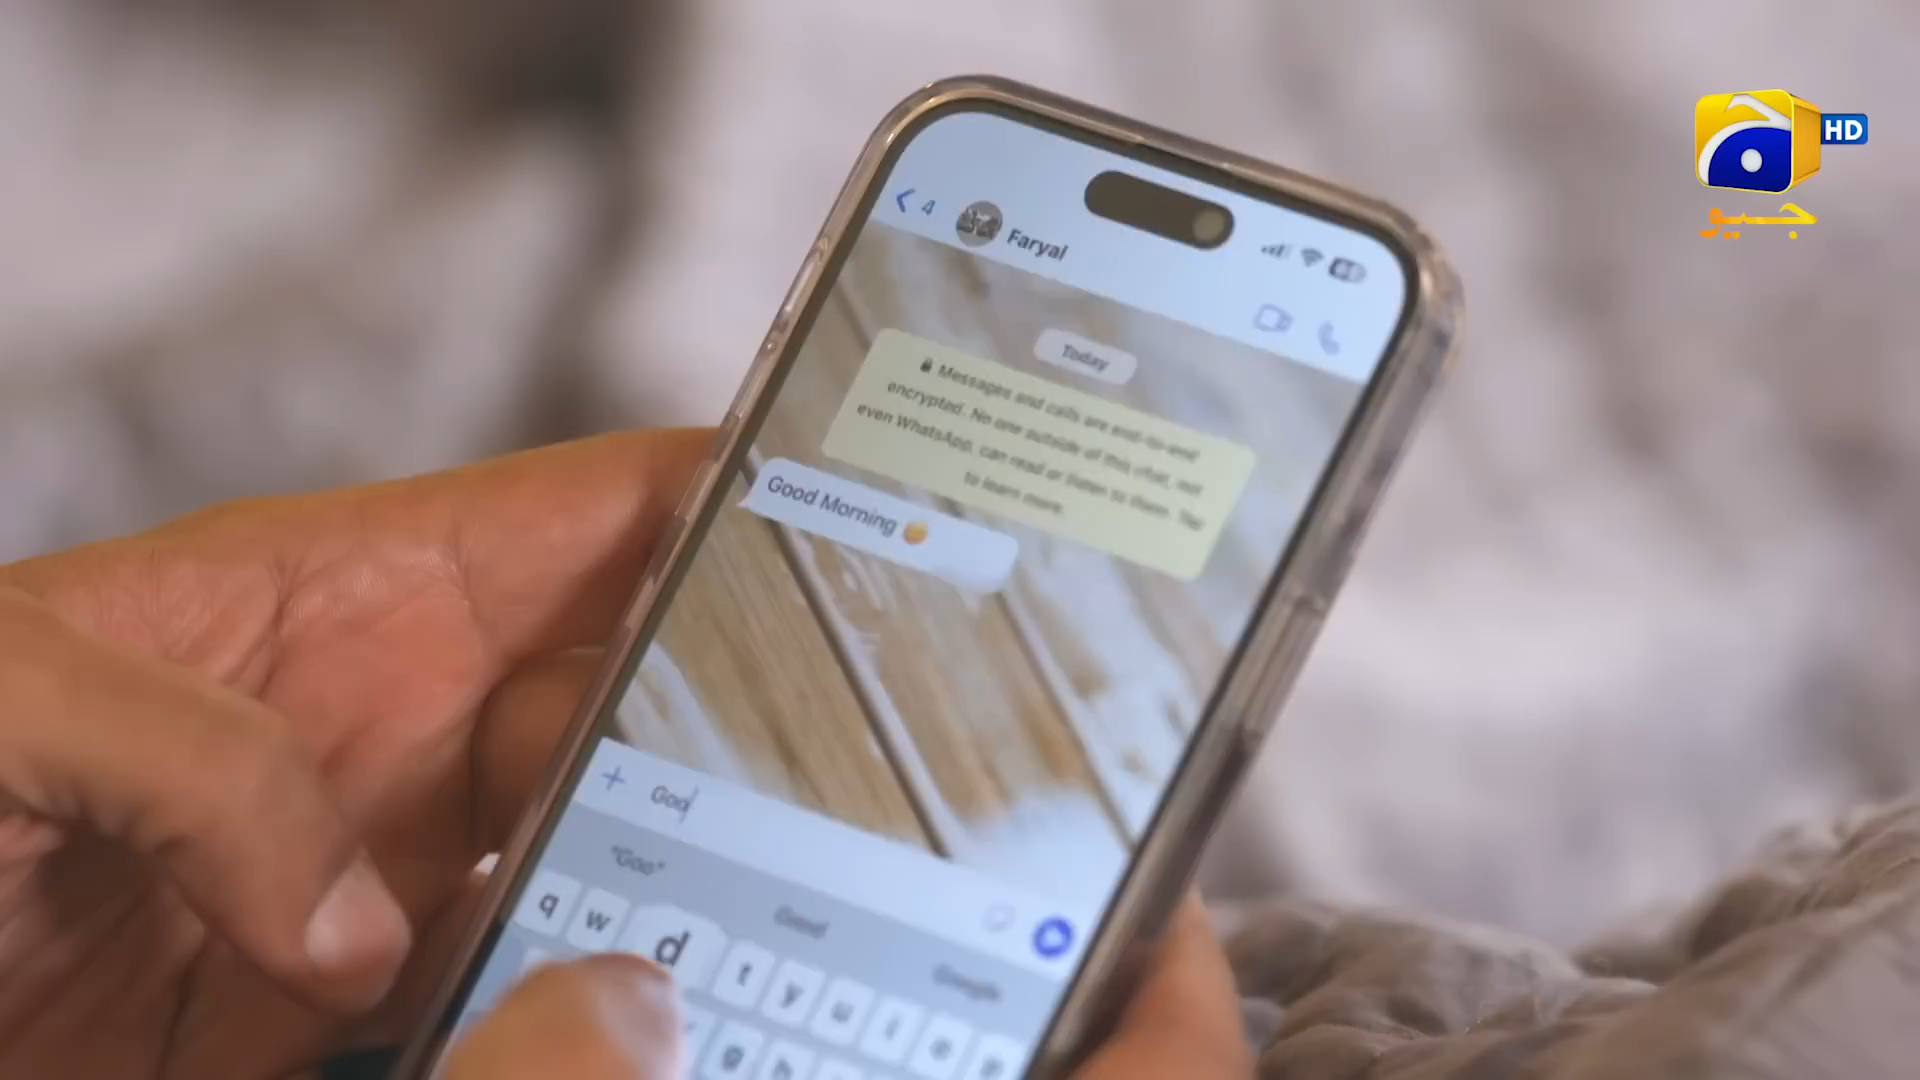 HD
جیو
4
Faryal
Today
Messages and calls are end-to-end
encrypted. No one outside of this chat, not
even WhatsApp, can read or listen to them. Tap
to learn more.
Good Morning
Goo
"Goo"
Good
Google
q w d t y u i o p
g h